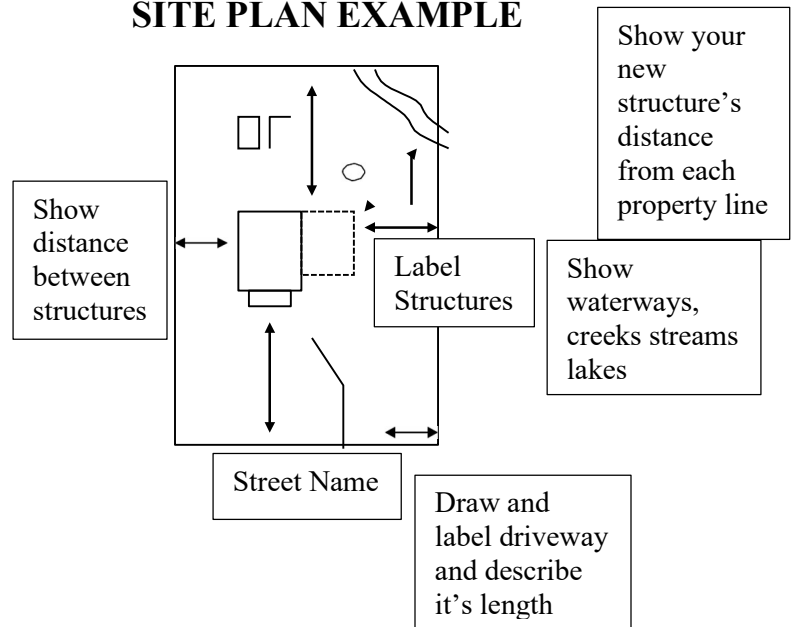 SITE PLAN EXAMPLE
Show your
new
structure's
distance
from each
property line
Show
distance
between
structures
Label
Structures
Show
waterways,
creeks streams
lakes
Street Name
Draw and
label driveway
and describe
it's length